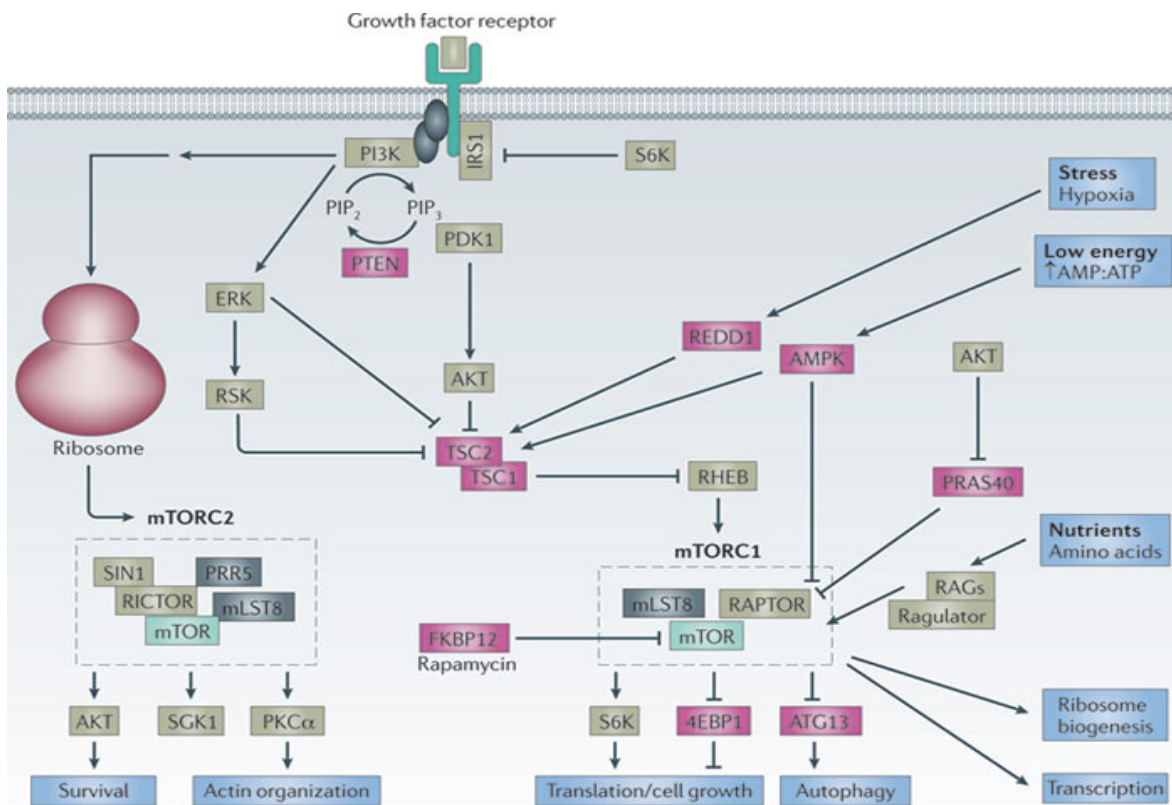 Growth factor receptor
PI3K
IRS1
S6K
Stress
Hypoxia
PIP2
PIP3
PDK1
PTEN
Low energy
↑AMP:ATP
ERK
REDD1
AMPK
AKT
AKT
RSK
Ribosome
TSC2
TSC1
RHEB
PRAS40
mTORC2
mTORC1
Nutrients
Amino acids
SIN1
PRR5
RICTOR
mLST8
mTOR
mLST8
RAPTOR
mTOR
RAGs
Ragulator
FKBP12
Rapamycin
AKT
SGK1
PKCα
S6K
4EBP1
ATG13
Ribosome
biogenesis
Survival
Actin organization
Translation/cell growth
Autophagy
Transcription